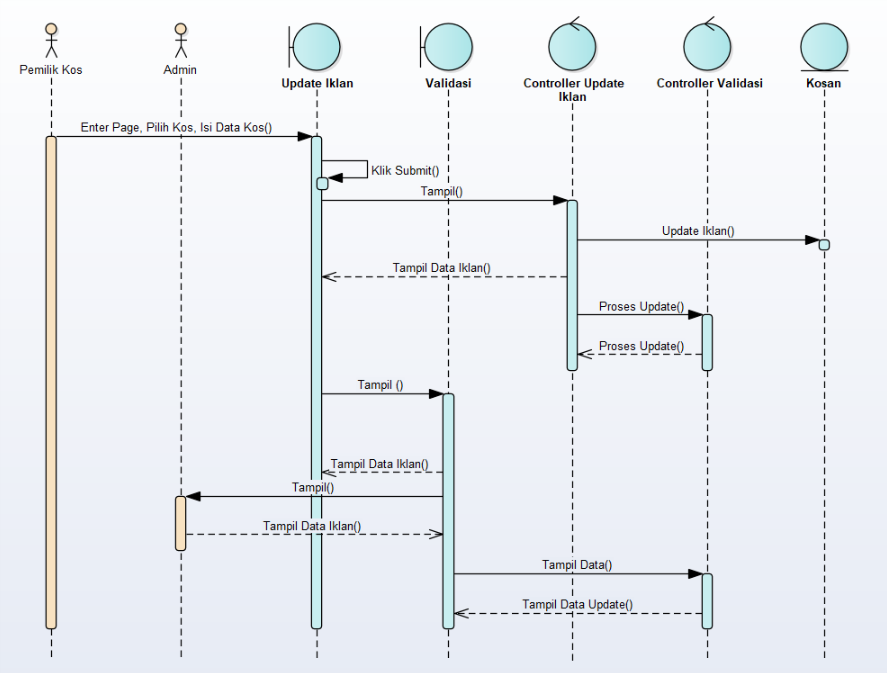 Pemilik Kos
Admin
Update Iklan
Validasi
Controller Update
Iklan
Controller Validasi
Kosan
Enter Page, Pilih Kos, Isi Data Kos()
Klik Submit()
Tampil()
Update Iklan()
Tampil Data Iklan()
Proses Update()
Proses Update()
Tampil ()
Tampil Data Iklan()
Tampil()
Tampil Data Iklan()
Tampil Data()
Tampil Data Update()